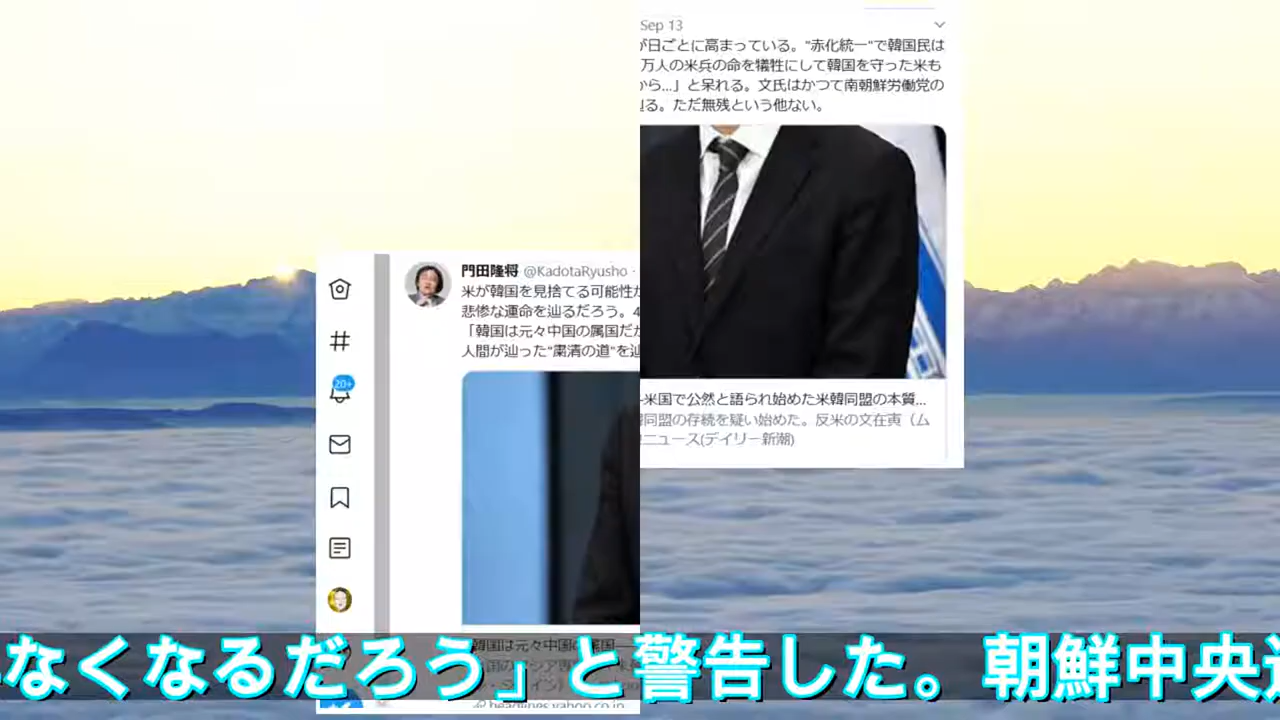 門田隆将 @KadotaRyusho ·
米が韓国を見捨てる可能性が
悲惨な運命を辿るだろう。4
「韓国は元々中国の属国だか
人間が辿った"粛清の道"を辿
20+
韓国は元々中国の属国―
headlines.yahoo.co.jp
Sep 13
が日ごとに高まっている。"赤化統一"で韓国民は
万人の米兵の命を犠牲にして韓国を守った米も
から...」と呆れる。文氏はかつて南朝鮮労働党の
辿る。ただ無残という他ない。
―米国で公然と語られ始めた米韓同盟の本質...
韓同盟の存続を疑い始めた。反米の文在寅（ム
ニュース(デイリー新潮)
なくなるだろう」と警告した。朝鮮中央通